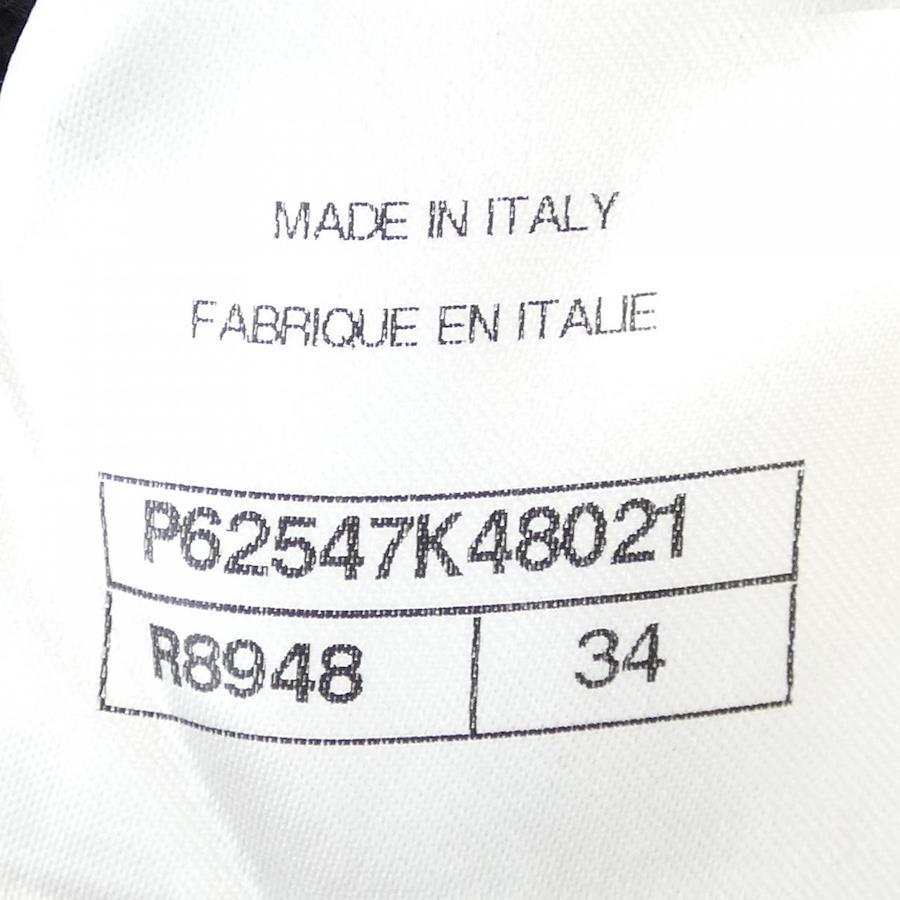 MADE IN ITALY
FABRIQUE EN ITALIE
P62547K48021
R8948 34